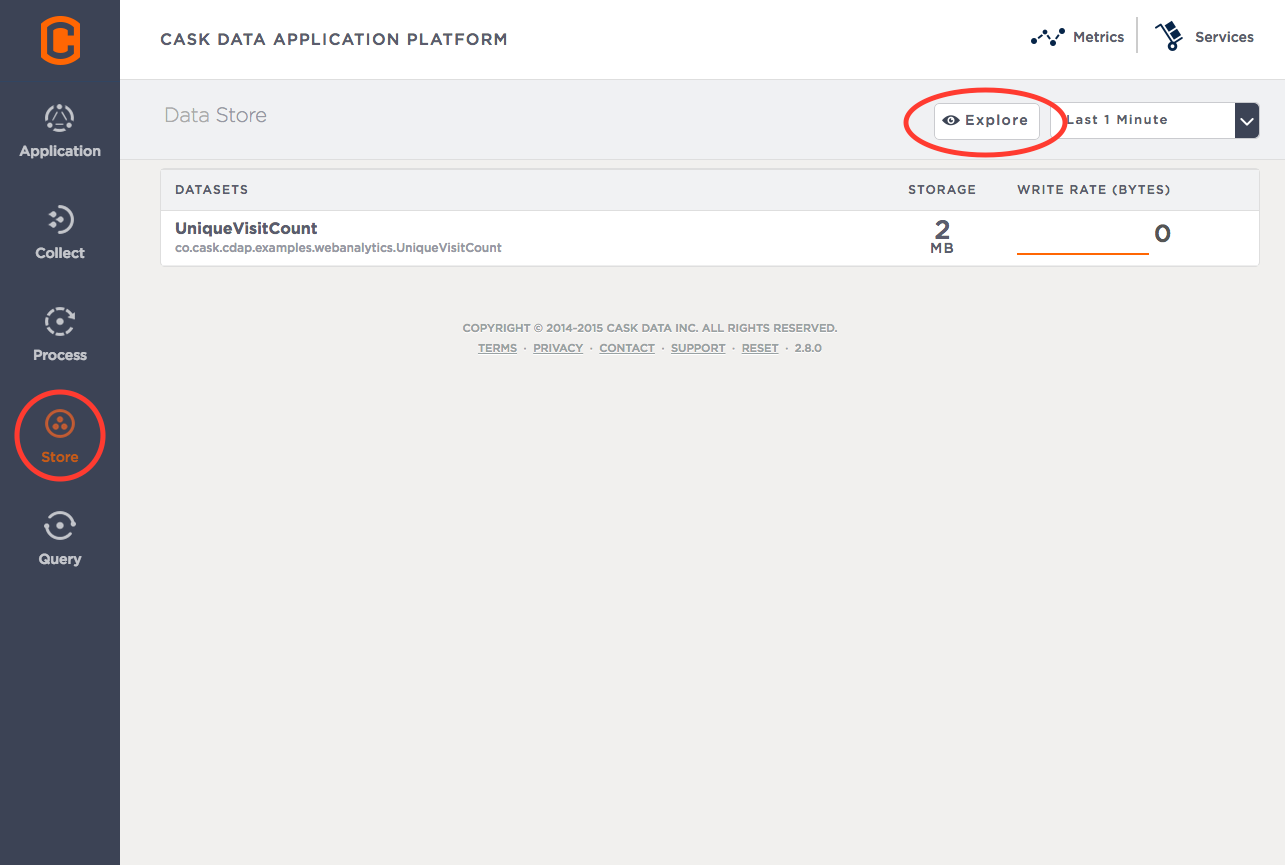 CASK DATA APPLICATION PLATFORM
Metrics
Services
Application
Collect
Process
Store
Query
Data Store
Explore
Last 1 Minute
DATASETS
STORAGE
WRITE RATE (BYTES)
UniqueVisitCount
co.cask.cdap.examples.webanalytics.UniqueVisitCount
2
MB
0
COPYRIGHT © 2014-2015 CASK DATA INC. ALL RIGHTS RESERVED.
TERMS · PRIVACY · CONTACT · SUPPORT · RESET · 2.8.0